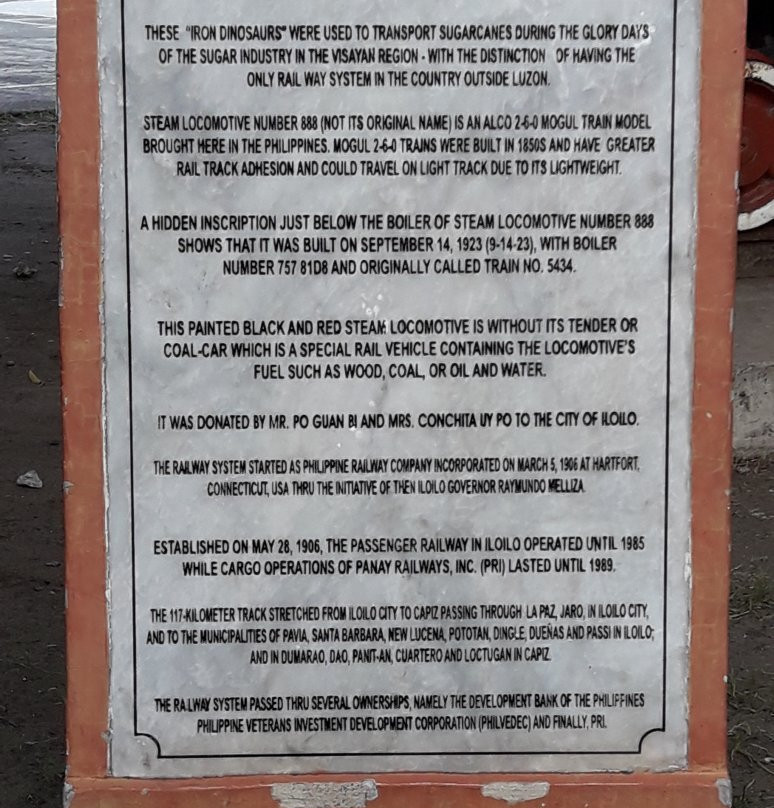 THESE "IRON DINOSAURS" WERE USED TO TRANSPORT SUGARCANES DURING THE GLORY DAYS
OF THE SUGAR INDUSTRY IN THE VISAYAN REGION - WITH THE DISTINCTION OF HAVING THE
ONLY RAIL WAY SYSTEM IN THE COUNTRY OUTSIDE LUZON.
STEAM LOCOMOTIVE NUMBER 888 (NOT ITS ORIGINAL NAME) IS AN ALCO 2-6-0 MOGUL TRAIN MODEL
BROUGHT HERE IN THE PHILIPPINES. MOGUL 2-6-0 TRAINS WERE BUILT IN 1850S AND HAVE GREATER
RAIL TRACK ADHESION AND COULD TRAVEL ON LIGHT TRACK DUE TO ITS LIGHTWEIGHT.
A HIDDEN INSCRIPTION JUST BELOW THE BOILER OF STEAM LOCOMOTIVE NUMBER 888
SHOWS THAT IT WAS BUILT ON SEPTEMBER 14, 1923 (9-14-23), WITH BOILER
NUMBER 757 81D8 AND ORIGINALLY CALLED TRAIN NO. 5434.
THIS PAINTED BLACK AND RED STEAM LOCOMOTIVE IS WITHOUT ITS TENDER OR
COAL-CAR WHICH IS A SPECIAL RAIL VEHICLE CONTAINING THE LOCOMOTIVE'S
FUEL SUCH AS WOOD, COAL, OR OIL AND WATER.
IT WAS DONATED BY MR. PO GUAN BI AND MRS. CONCHITA UY PO TO THE CITY OF ILOILO.
THE RAILWAY SYSTEM STARTED AS PHILIPPINE RAILWAY COMPANY INCORPORATED ON MARCH 5, 1906 AT HARTFORT,
CONNECTICUT, USA THRU THE INITIATIVE OF THEN ILOILO GOVERNOR RAYMUNDO MELLIZA.
ESTABLISHED ON MAY 28, 1906, THE PASSENGER RAILWAY IN ILOILO OPERATED UNTIL 1985
WHILE CARGO OPERATIONS OF PANAY RAILWAYS, INC. (PRI) LASTED UNTIL 1989.
THE 117-KILOMETER TRACK STRETCHED FROM ILOILO CITY TO CAPIZ PASSING THROUGH LA PAZ, JARO, IN ILOILO CITY,
AND TO THE MUNICIPALITIES OF PAVIA, SANTA BARBARA, NEW LUCENA, POTOTAN, DINGLE, DUEÑAS AND PASSI IN ILOILO;
AND IN DUMARAO, DAO, PANIT-AN, CUARTERO AND LOCTUGAN IN CAPIZ.
THE RAILWAY SYSTEM PASSED THRU SEVERAL OWNERSHIPS, NAMELY THE DEVELOPMENT BANK OF THE PHILIPPINES
PHILIPPINE VETERANS INVESTMENT DEVELOPMENT CORPORATION (PHILVEDEC) AND FINALLY, PRI.